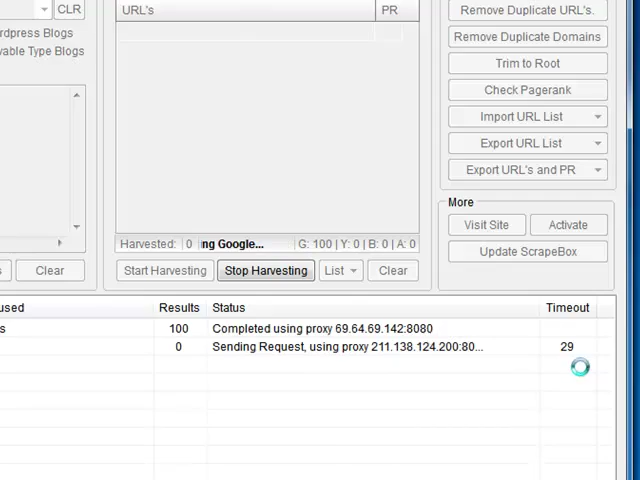 CLR
URL's PR
Remove Duplicate URL's.
rdpress Blogs
Remove Duplicate Domains
vable Type Blogs
Trim to Root
Check Pagerank
Import URL List
Export URL List
Export URL's and PR
More
Visit Site Activate
Harvested: 0 ng Google... G: 100 | Y: 0 | B: 0 | A: 0
Update ScrapeBox
s Clear Start Harvesting Stop Harvesting List Clear
used Results Status Timeout
s 100 Completed using proxy 69.64.69.142:8080
0 Sending Request, using proxy 211.138.124.200:80... 29